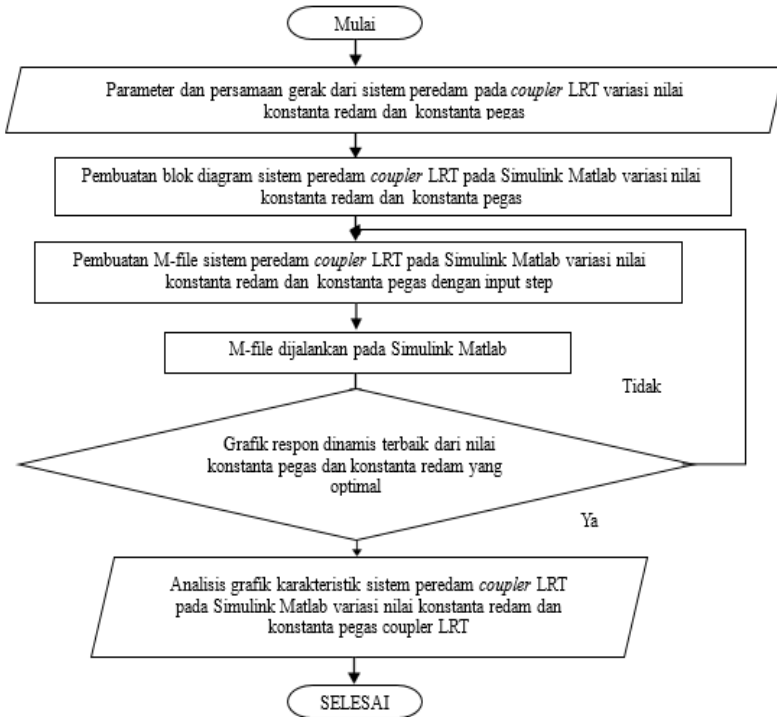 Mulai
Parameter dan persamaan gerak dari sistem peredam pada coupler LRT variasi nilai
konstanta redam dan konstanta pegas
Pembuatan blok diagram sistem peredam coupler LRT pada Simulink Matlab variasi nilai
konstanta redam dan konstanta pegas
Pembuatan M-file sistem peredam coupler LRT pada Simulink Matlab variasi nilai
konstanta redam dan konstanta pegas dengan input step
M-file dijalankan pada Simulink Matlab
Tidak
Grafik respon dinamis terbaik dari nilai
konstanta pegas dan konstanta redam yang
optimal
Ya
Analisis grafik karakteristik sistem peredam coupler LRT
pada Simulink Matlab variasi nilai konstanta redam dan
konstanta pegas coupler LRT
SELESAI